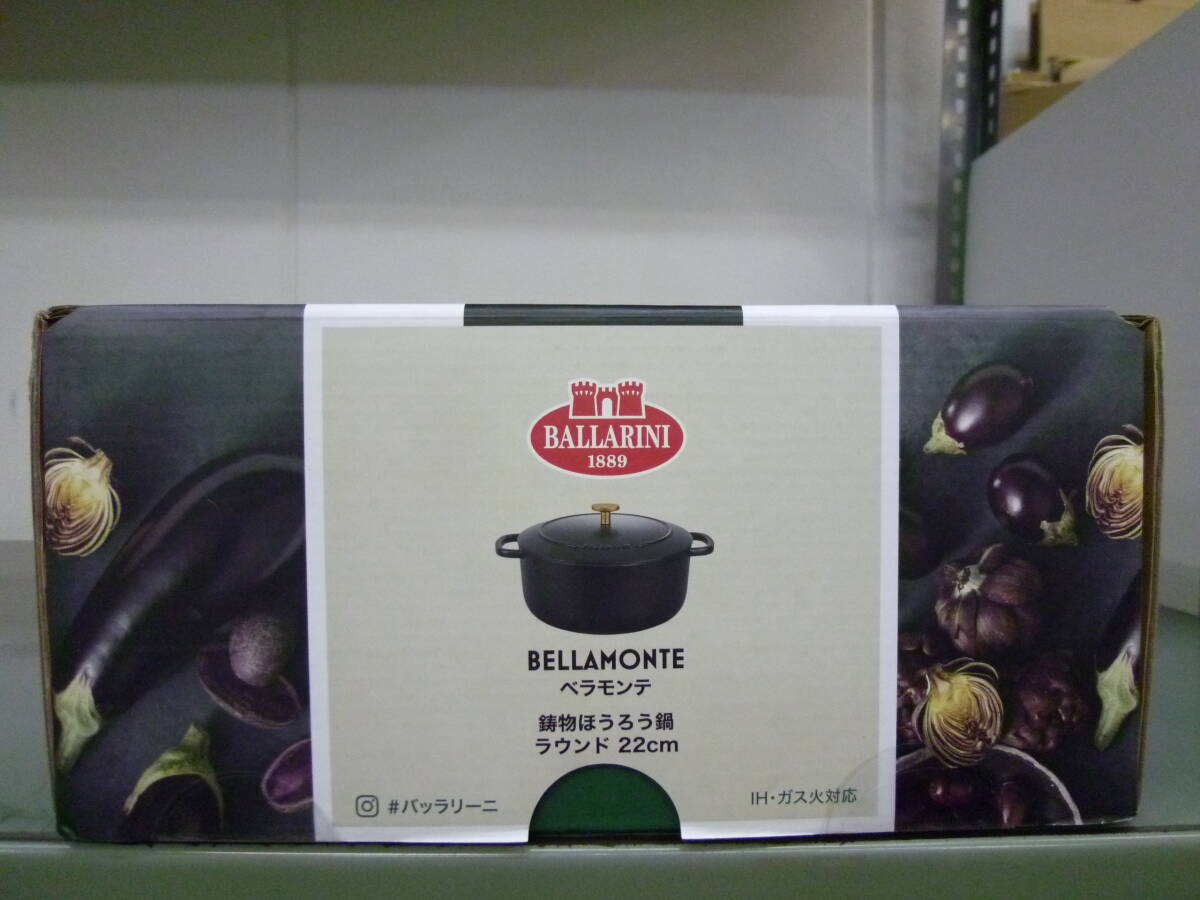 BALLARINI
1889
BELLAMONTE
ベラモンテ
鋳物ほうろう鍋
ラウンド 22cm
#バッラリーニ
IH・ガス火対応